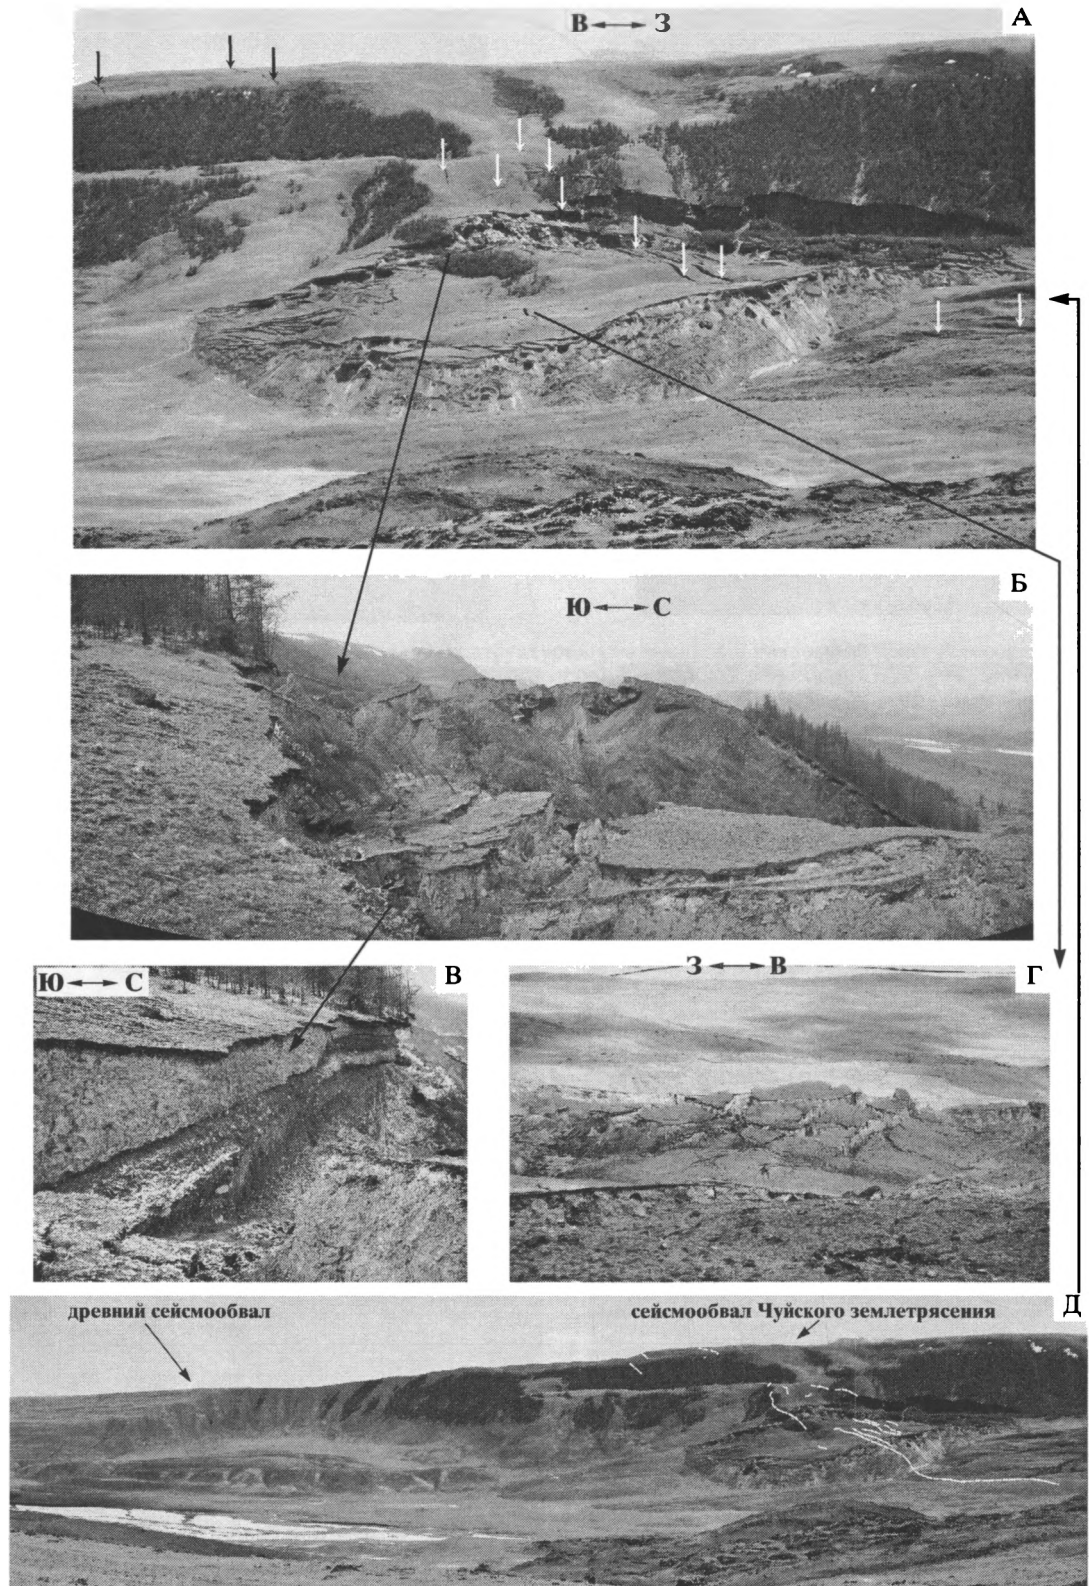 А
В ⟷ З
Б
Ю ⟷ С
В
Ю ⟷ С
Г
З ⟷ В
Д
древний сейсмообвал
сейсмообвал Чуйского землетрясения